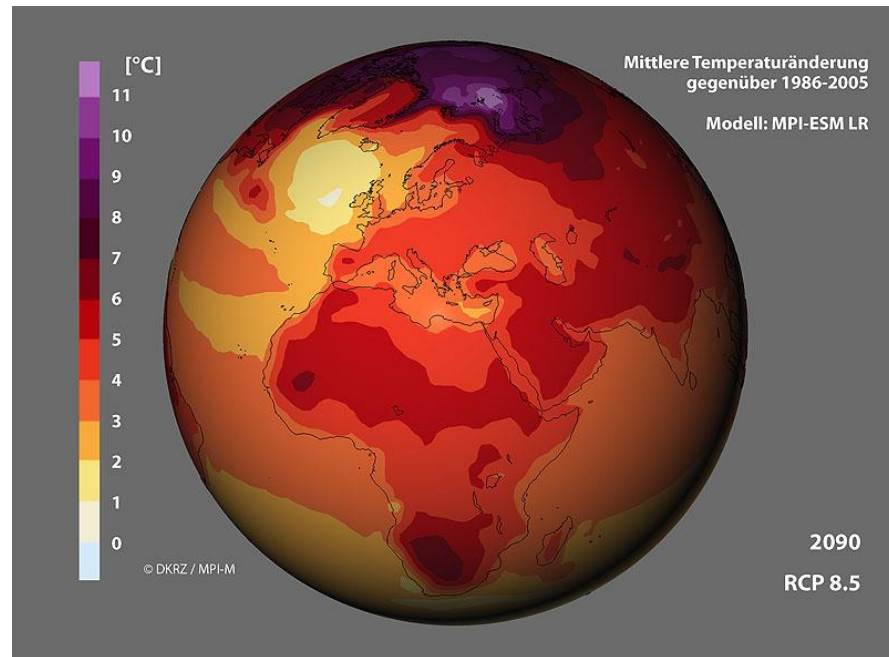 [°C]
11
10
9
8
7
6
5
4
3
2
1
0
Mittlere Temperaturänderung
gegenüber 1986-2005
Modell: MPI-ESM LR
© DKRZ / MPI-M
2090
RCP 8.5